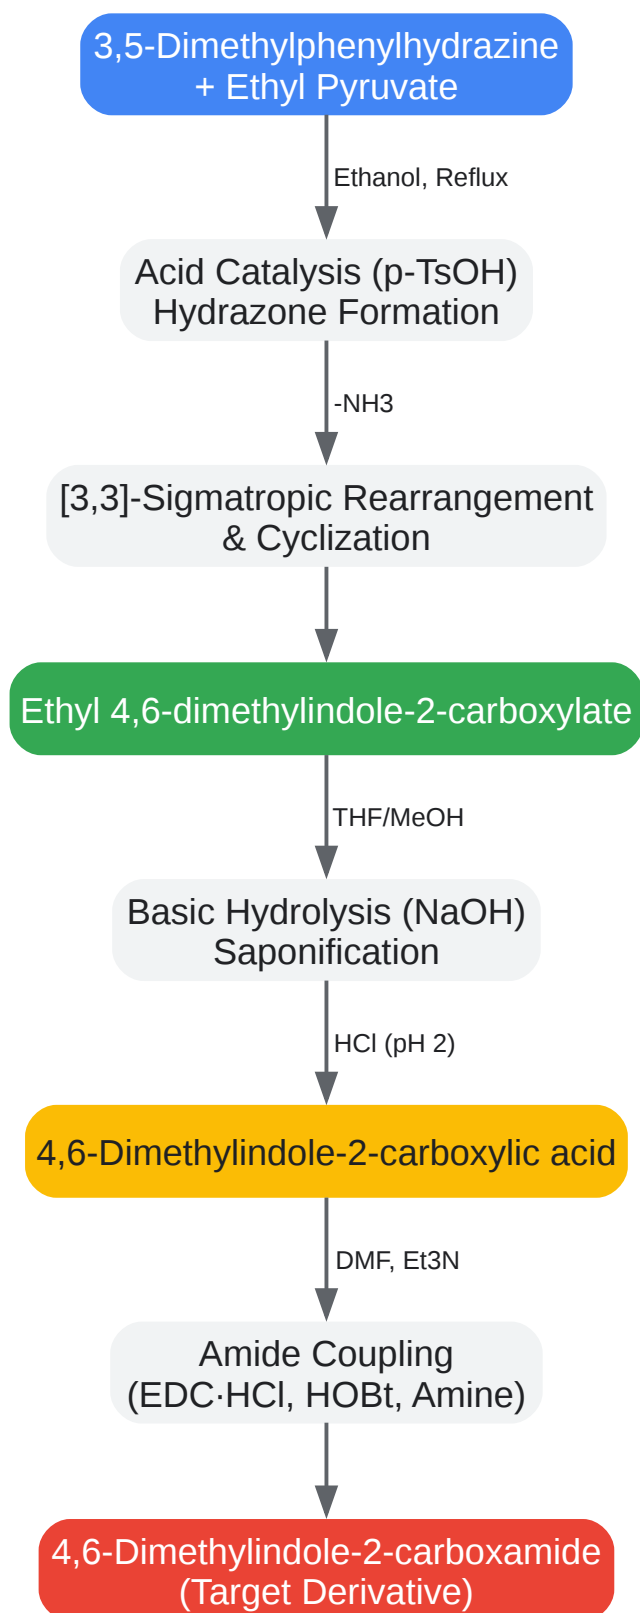 3,5-Dimethylphenylhydrazine
+ Ethyl Pyruvate
Ethanol, Reflux
Acid Catalysis (p-TsOH)
Hydrazone Formation
-NH3
[3,3]-Sigmatropic Rearrangement
& Cyclization
Ethyl 4,6-dimethylindole-2-carboxylate
THF/MeOH
Basic Hydrolysis (NaOH)
Saponification
HCl (pH 2)
4,6-Dimethylindole-2-carboxylic acid
DMF, Et3N
Amide Coupling
(EDC·HCl, HOBt, Amine)
4,6-Dimethylindole-2-carboxamide
(Target Derivative)